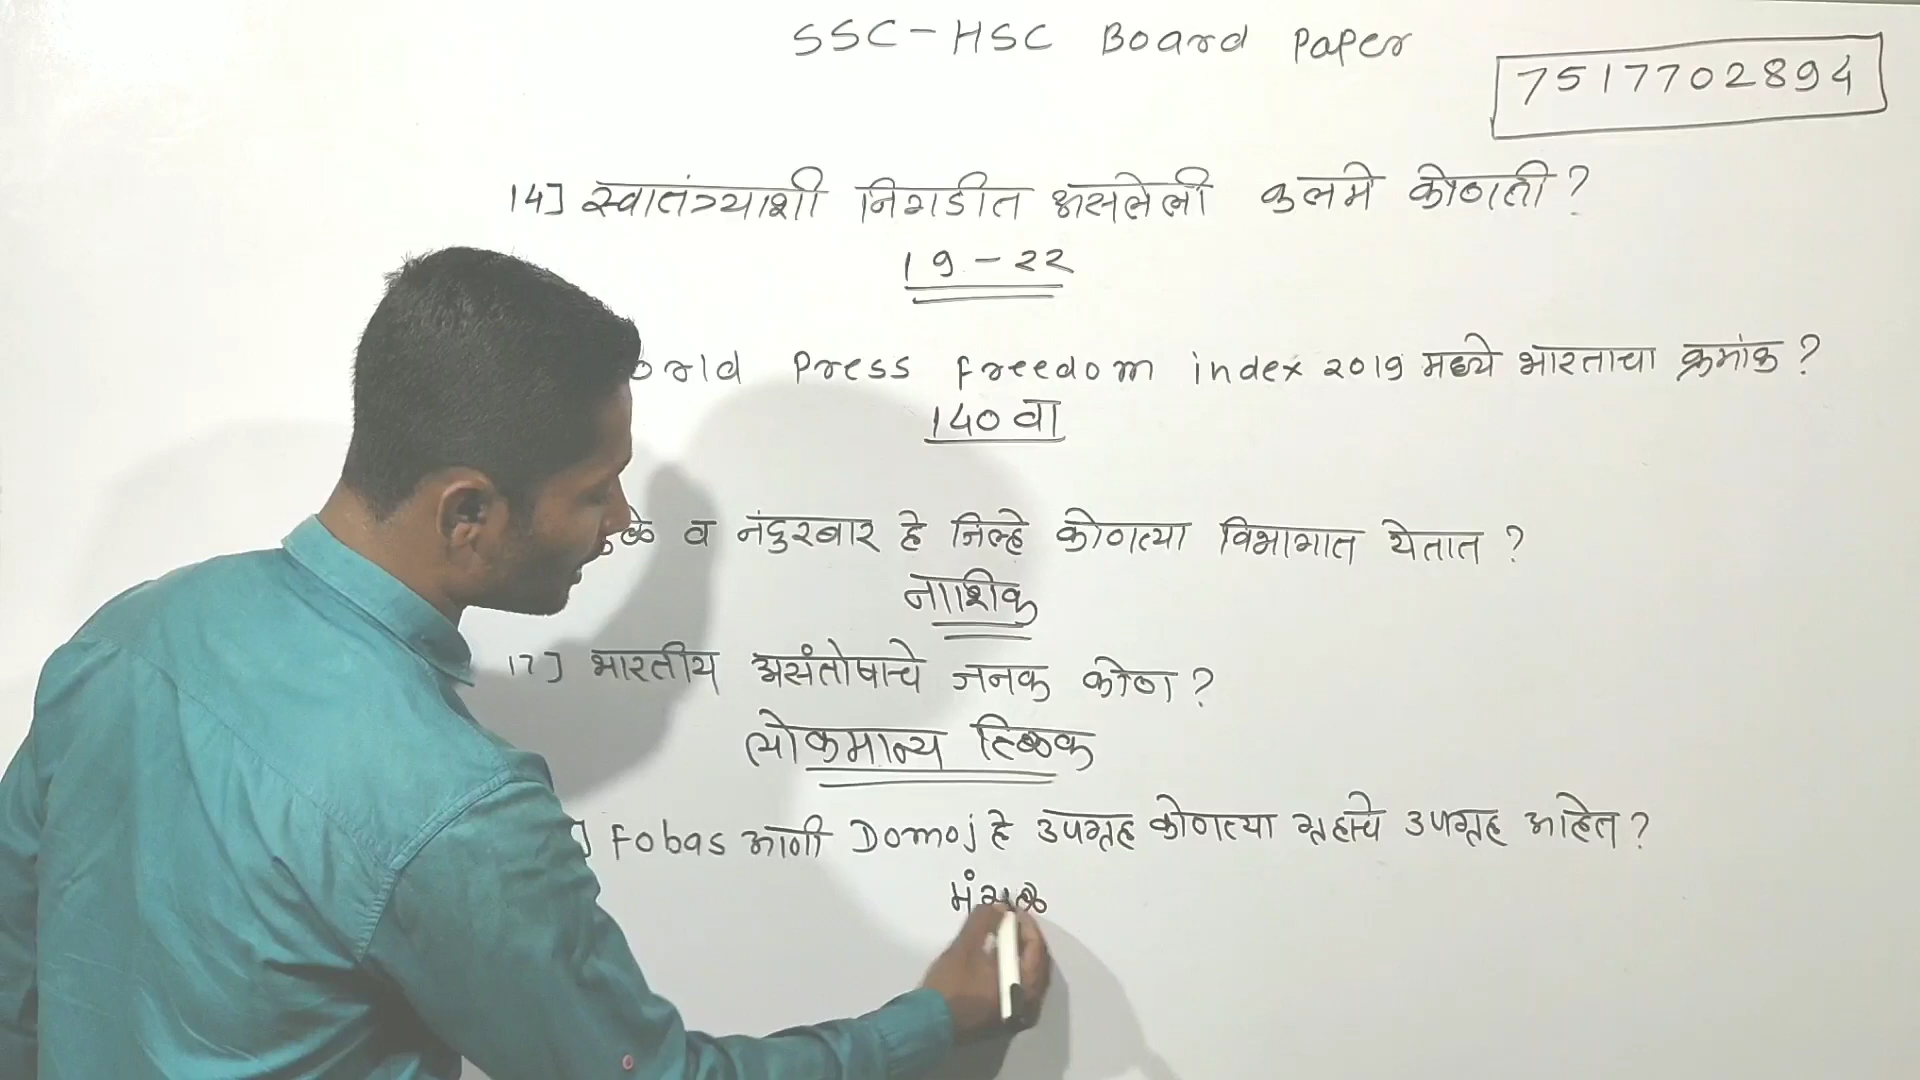 SSC-HSC Board Paper
7517702894
14] स्वातंत्र्याशी निगडीत असलेली कलमे कोणती?
19-22
orld Press freedom index 2019 मध्ये भारताचा क्रमांक?
140 वा
ळे व नंदुरबार हे जिल्हे कोणत्या विभागात येतात?
नाशिक
17] भारतीय असंतोषाचे जनक कोण?
लोकमान्य टिळक
] Fobas आणी Domoj हे उपग्रह कोणत्या ग्रहाचे उपग्रह आहेत?
मंगळ